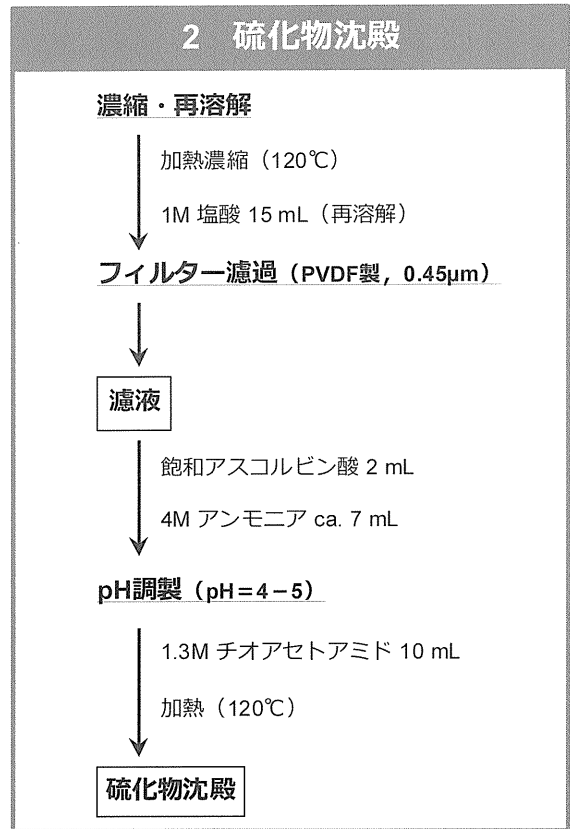 2 硫化物沈殿
濃縮・再溶解
加熱濃縮（120℃）
1M 塩酸 15 mL（再溶解）
フィルター濾過（PVDF製，0.45μm）
濾液
飽和アスコルビン酸 2 mL
4M アンモニア ca. 7 mL
pH調製（pH＝4－5）
1.3M チオアセトアミド 10 mL
加熱（120℃）
硫化物沈殿